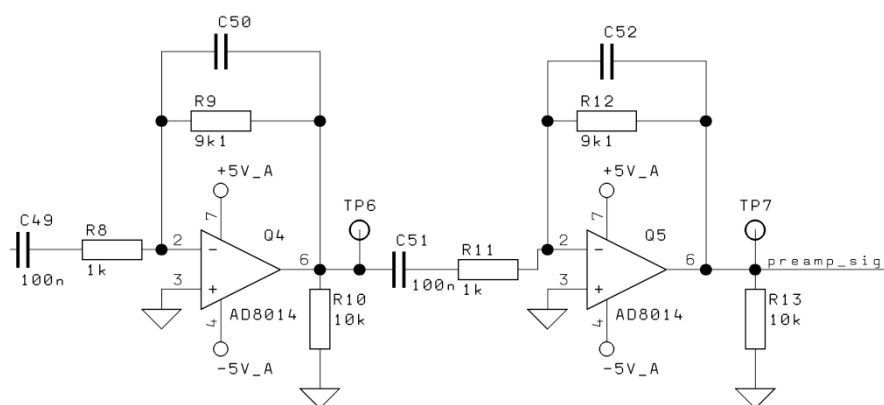 C50
R9
9k1
+5V_A
7
C49
100n
R8
1k
2
3
Q4
6
4
AD8014
-5V_A
TP6
R10
10k
C51
100n
R11
1k
C52
R12
9k1
+5V_A
7
2
3
Q5
6
4
AD8014
-5V_A
TP7
preamp_sig
R13
10k